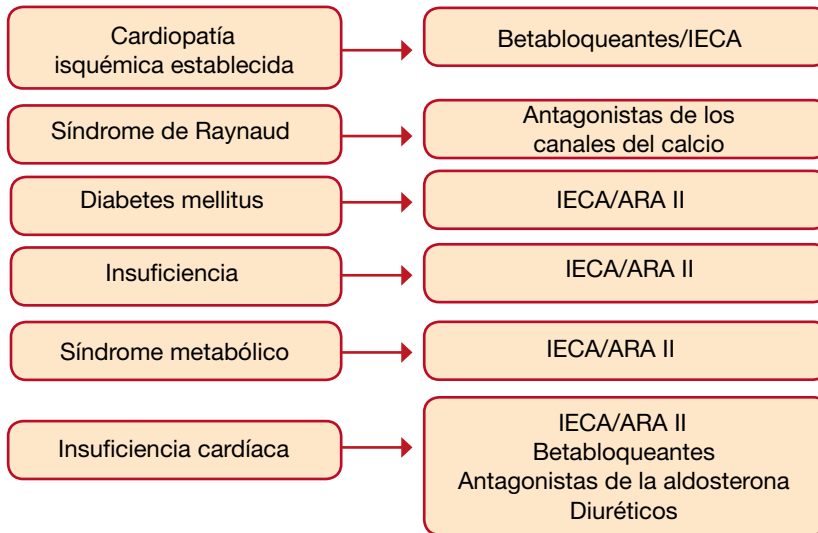 Cardiopatía
isquémica establecida
Betabloqueantes/IECA
Síndrome de Raynaud
Antagonistas de los
canales del calcio
Diabetes mellitus
IECA/ARA II
Insuficiencia
IECA/ARA II
Síndrome metabólico
IECA/ARA II
Insuficiencia cardíaca
IECA/ARA II
Betabloqueantes
Antagonistas de la aldosterona
Diuréticos